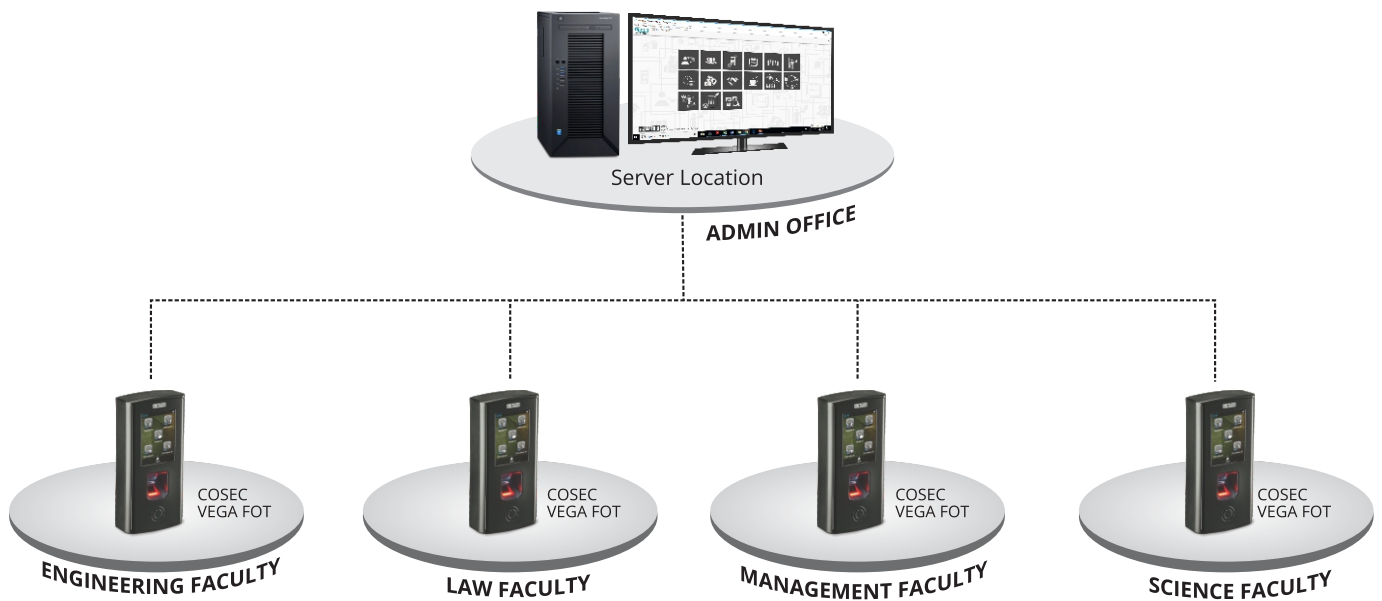 Server Location
ADMIN OFFICE
COSEC
VEGA FOT
COSEC
VEGA FOT
COSEC
VEGA FOT
COSEC
VEGA FOT
ENGINEERING FACULTY
LAW FACULTY
MANAGEMENT FACULTY
SCIENCE FACULTY